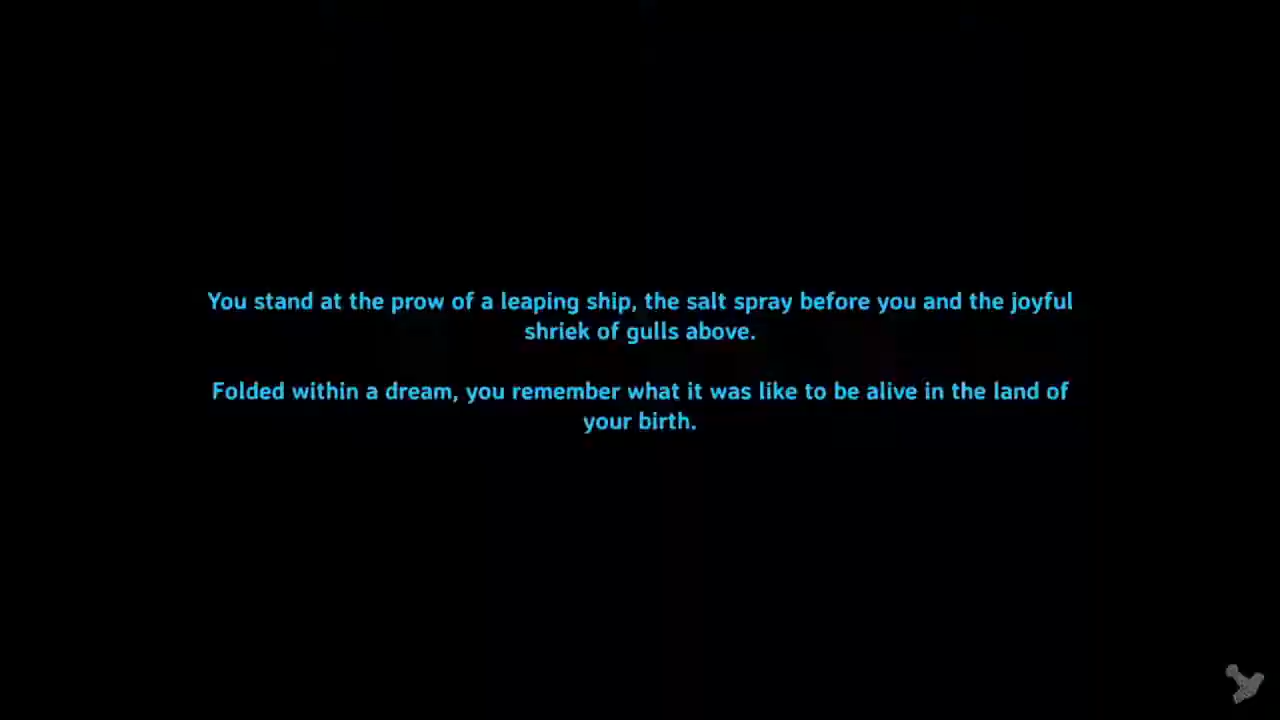 You stand at the prow of a leaping ship, the salt spray before you and the joyful
shriek of gulls above.
Folded within a dream, you remember what it was like to be alive in the land of
your birth.